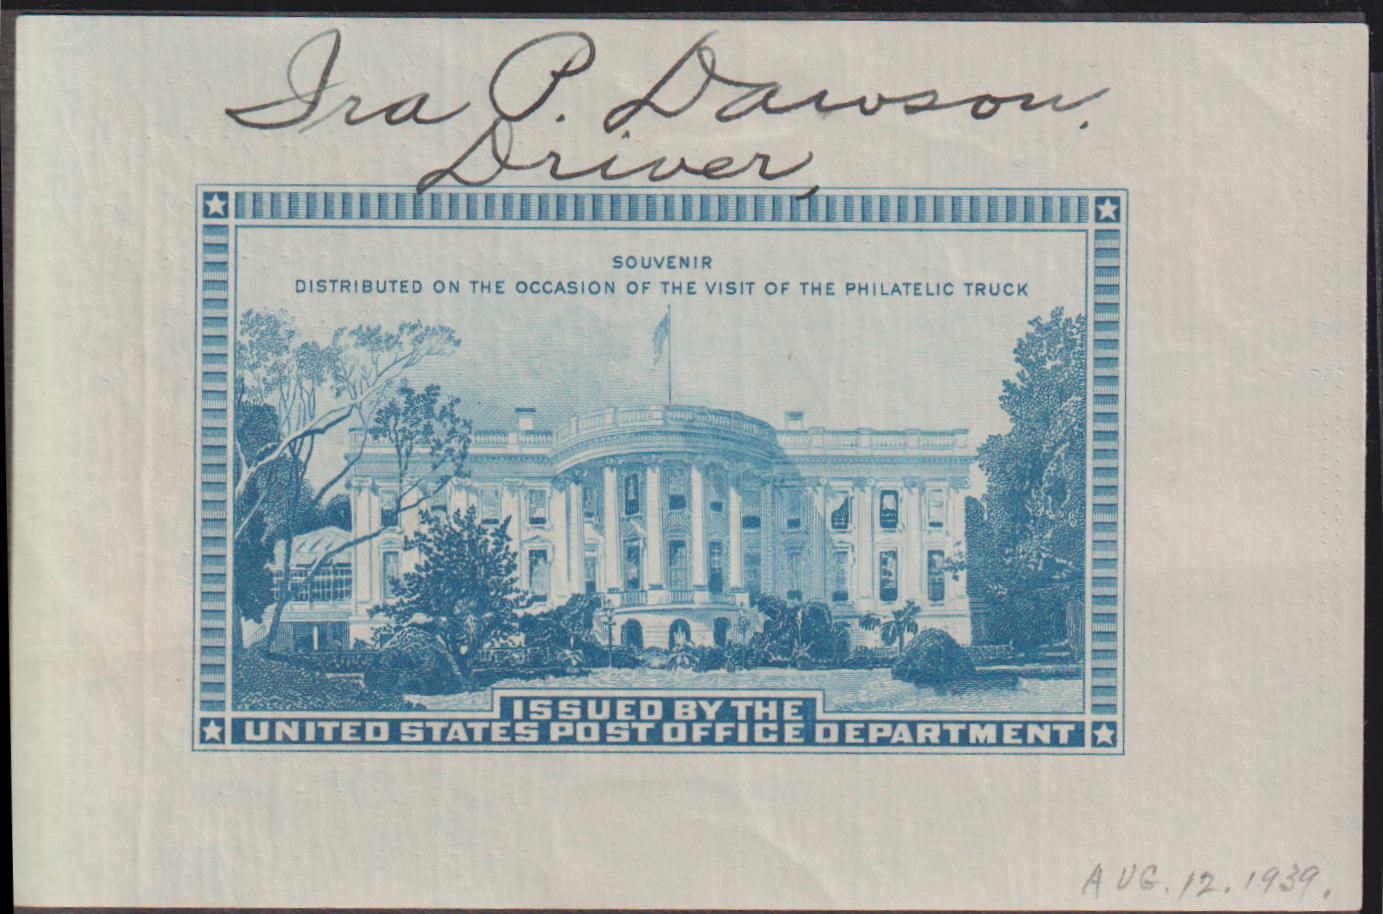 Ira P. Dawson.
Driver,
SOUVENIR
DISTRIBUTED ON THE OCCASION OF THE VISIT OF THE PHILATELIC TRUCK
ISSUED BY THE
UNITED STATES POST OFFICE DEPARTMENT
AUG. 12. 1939.